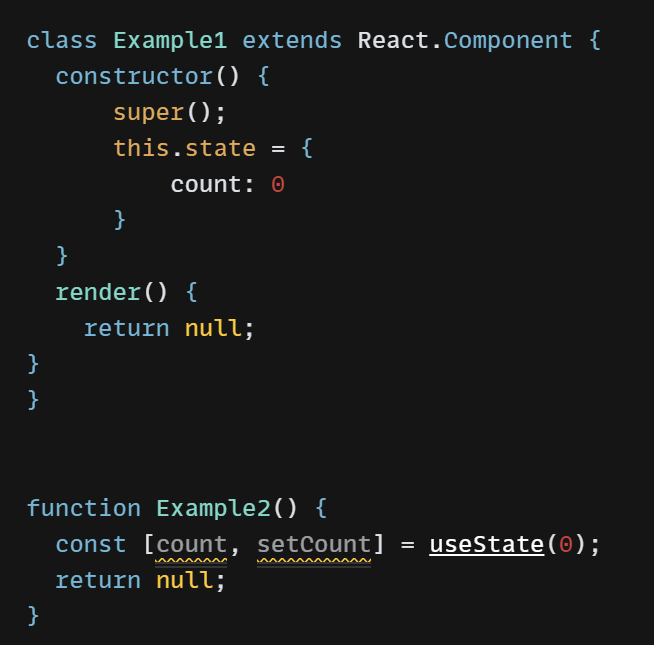 class Example1 extends React.Component {
  constructor() {
      super();
      this.state = {
          count: 0
      }
  }
  render() {
    return null;
}
}
function Example2() {
  const [count, setCount] = useState(0);
  return null;
}